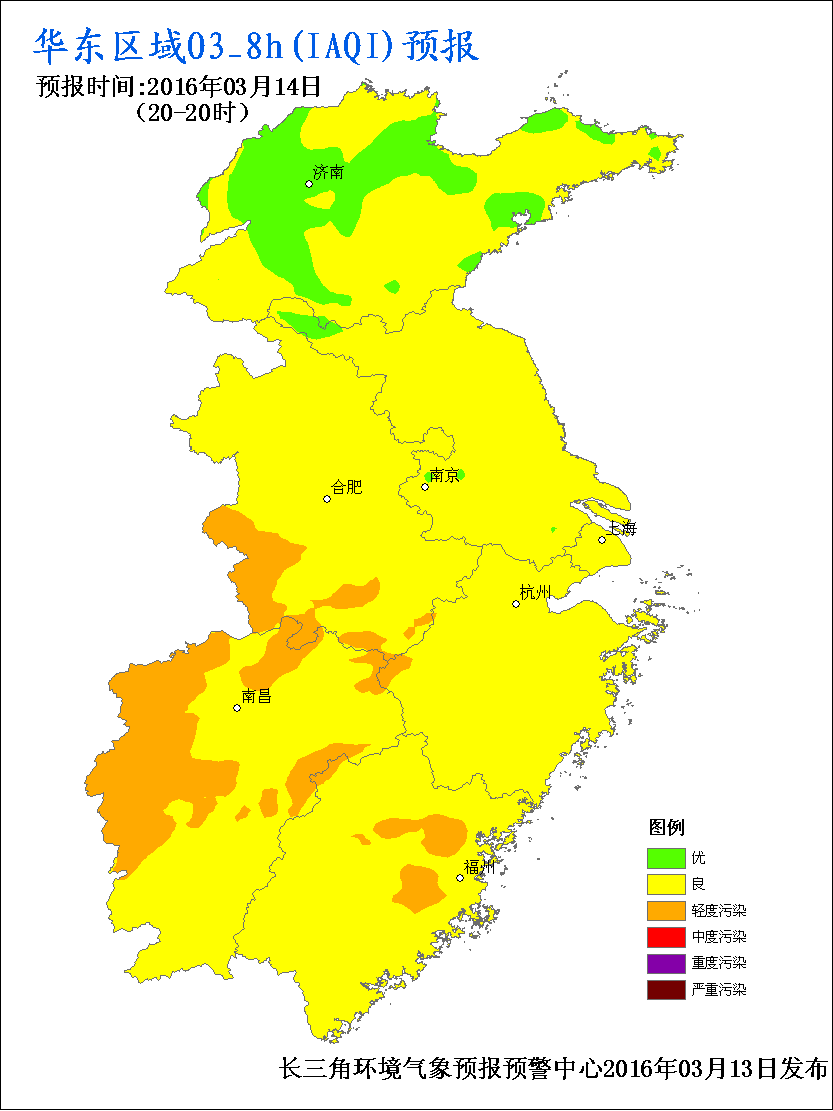 华东区域O3_8h(IAQI)预报
预报时间:2016年03月14日
(20-20时)
济南
南京
合肥
上海
杭州
南昌
福州
图例
优
良
轻度污染
中度污染
重度污染
严重污染
长三角环境气象预报预警中心2016年03月13日发布